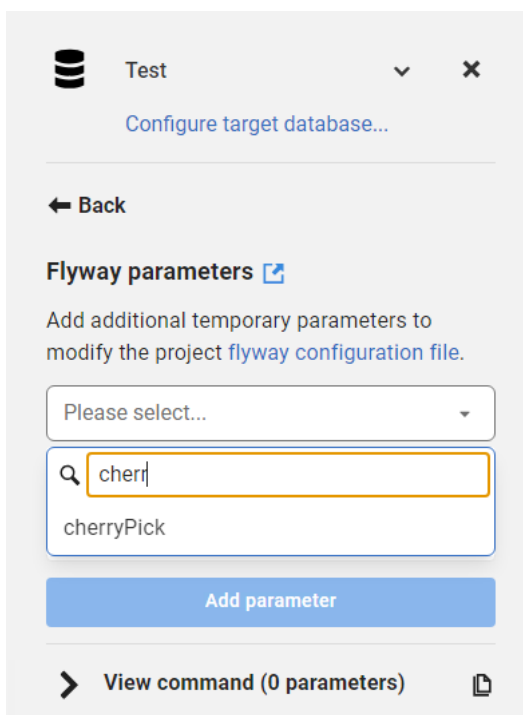 Test
Configure target database...
Back
Flyway parameters
Add additional temporary parameters to
modify the project flyway configuration file.
Please select...
cherr
cherryPick
Add parameter
View command (0 parameters)